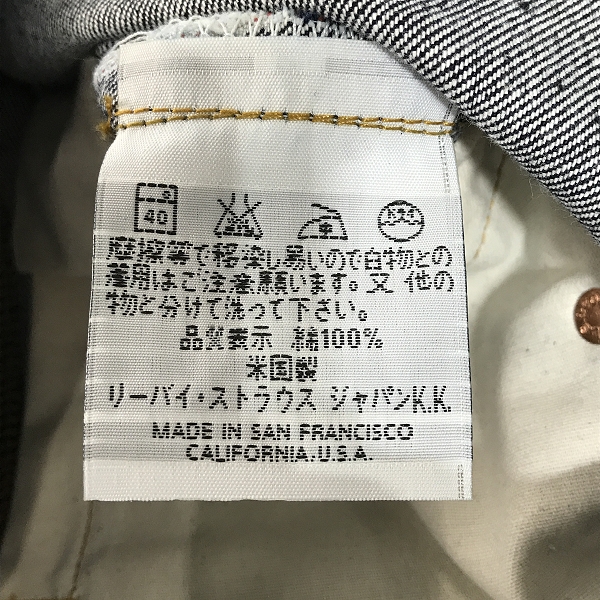 40
摩擦等で移染し易いので白物との
着用はご注意願います。又 他の
物と分けて洗って下さい。
品質表示 綿100%
米国製
リーバイ・ストラウス ジャパンK.K.
MADE IN SAN FRANCISCO
CALIFORNIA.U.S.A.